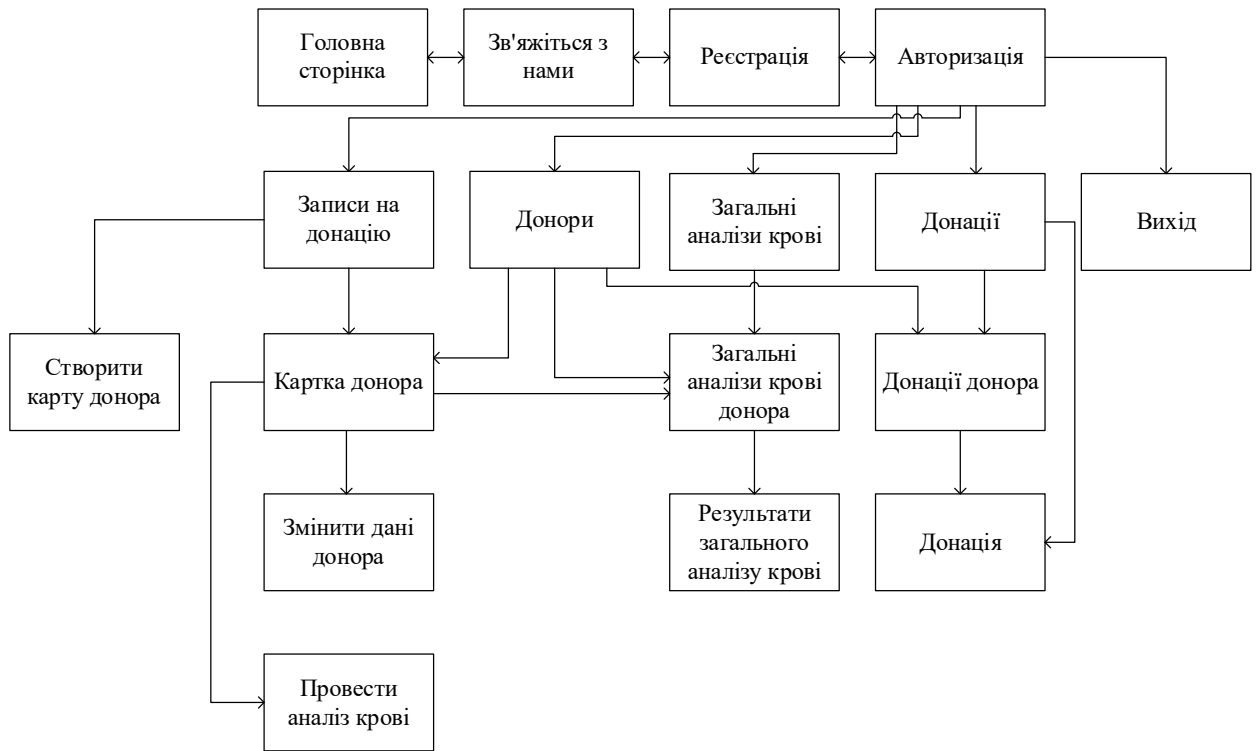 Головна
сторінка
Зв'яжіться з
нами
Реєстрація
Авторизація
Записи на
донацію
Донори
Загальні
аналізи крові
Донації
Вихід
Створити
карту донора
Картка донора
Загальні
аналізи крові
донора
Донації донора
Змінити дані
донора
Результати
загального
аналізу крові
Донація
Провести
аналіз крові